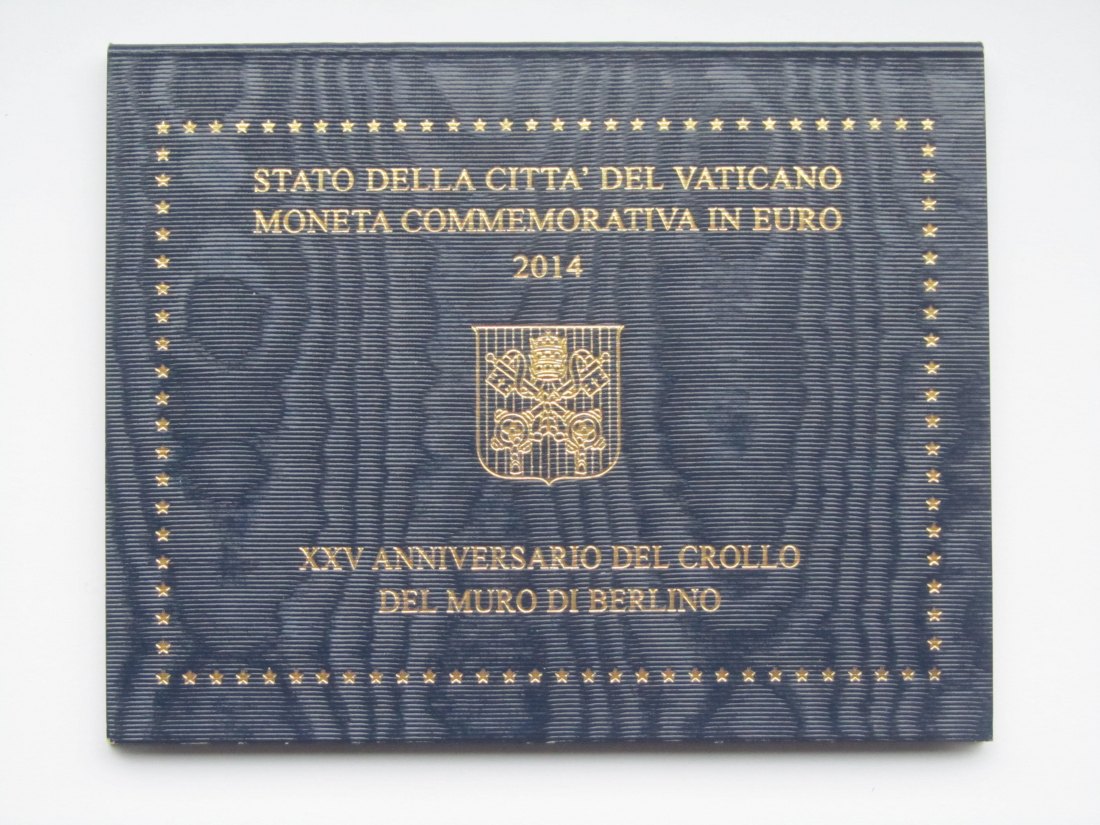 STATO DELLA CITTA' DEL VATICANO
MONETA COMMEMORATIVA IN EURO
2014
XXV ANNIVERSARIO DEL CROLLO
DEL MURO DI BERLINO